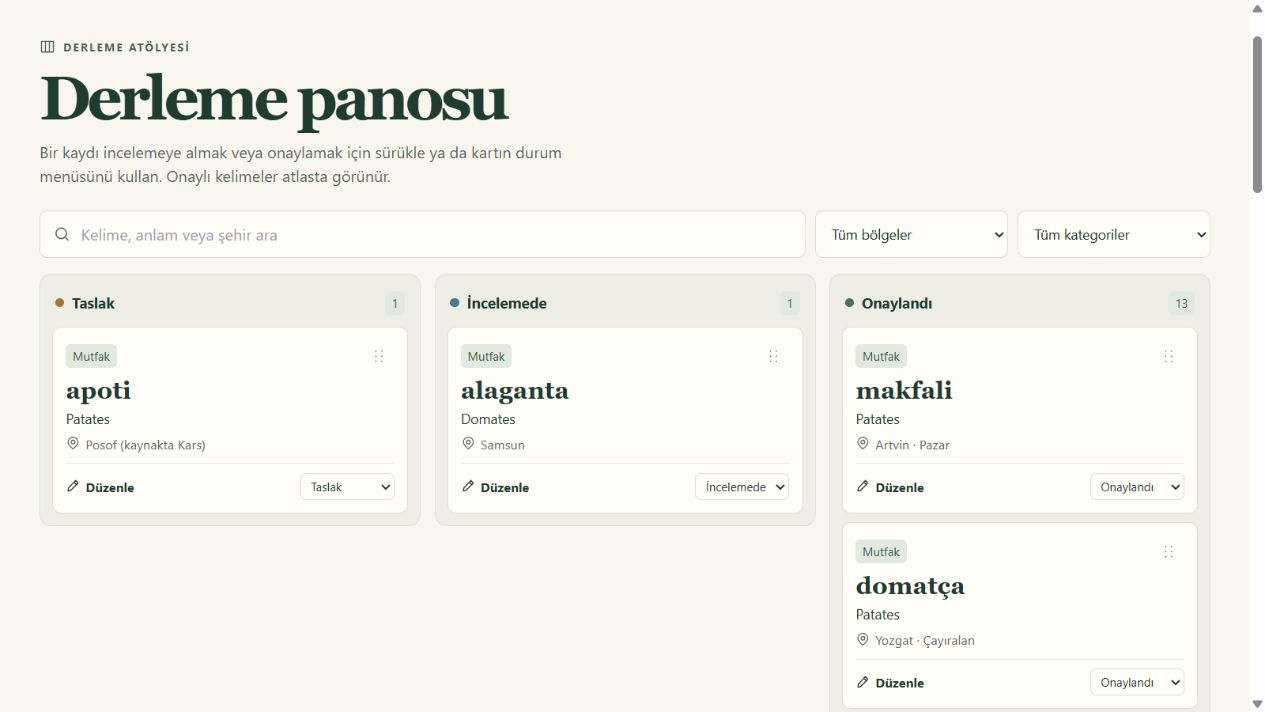 DERLEME ATÖLYESİ
Derleme panosu
Bir kaydı incelemeye almak veya onaylamak için sürükle ya da kartın durum
menüsünü kullan. Onaylı kelimeler atlasta görünür.
Kelime, anlam veya şehir ara
Tüm bölgeler
Tüm kategoriler
Taslak
1
Mutfak
apoti
Patates
Posof (kaynakta Kars)
Düzenle
Taslak
İncelemede
1
Mutfak
alaganta
Domates
Samsun
Düzenle
İncelemede
Onaylandı
13
Mutfak
makfali
Patates
Artvin · Pazar
Düzenle
Onaylandı
Mutfak
domatça
Patates
Yozgat · Çayıralan
Düzenle
Onaylandı